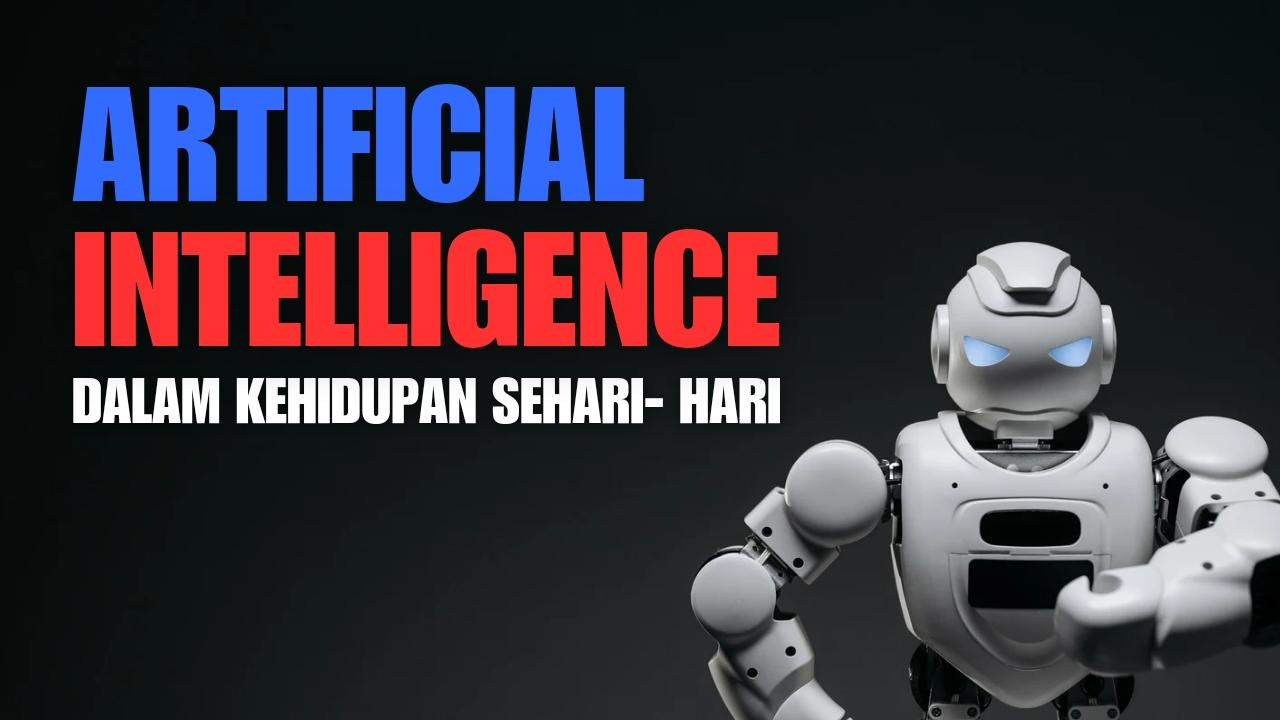 ARTIFICIAL
INTELLIGENCE
DALAM KEHIDUPAN SEHARI- HARI